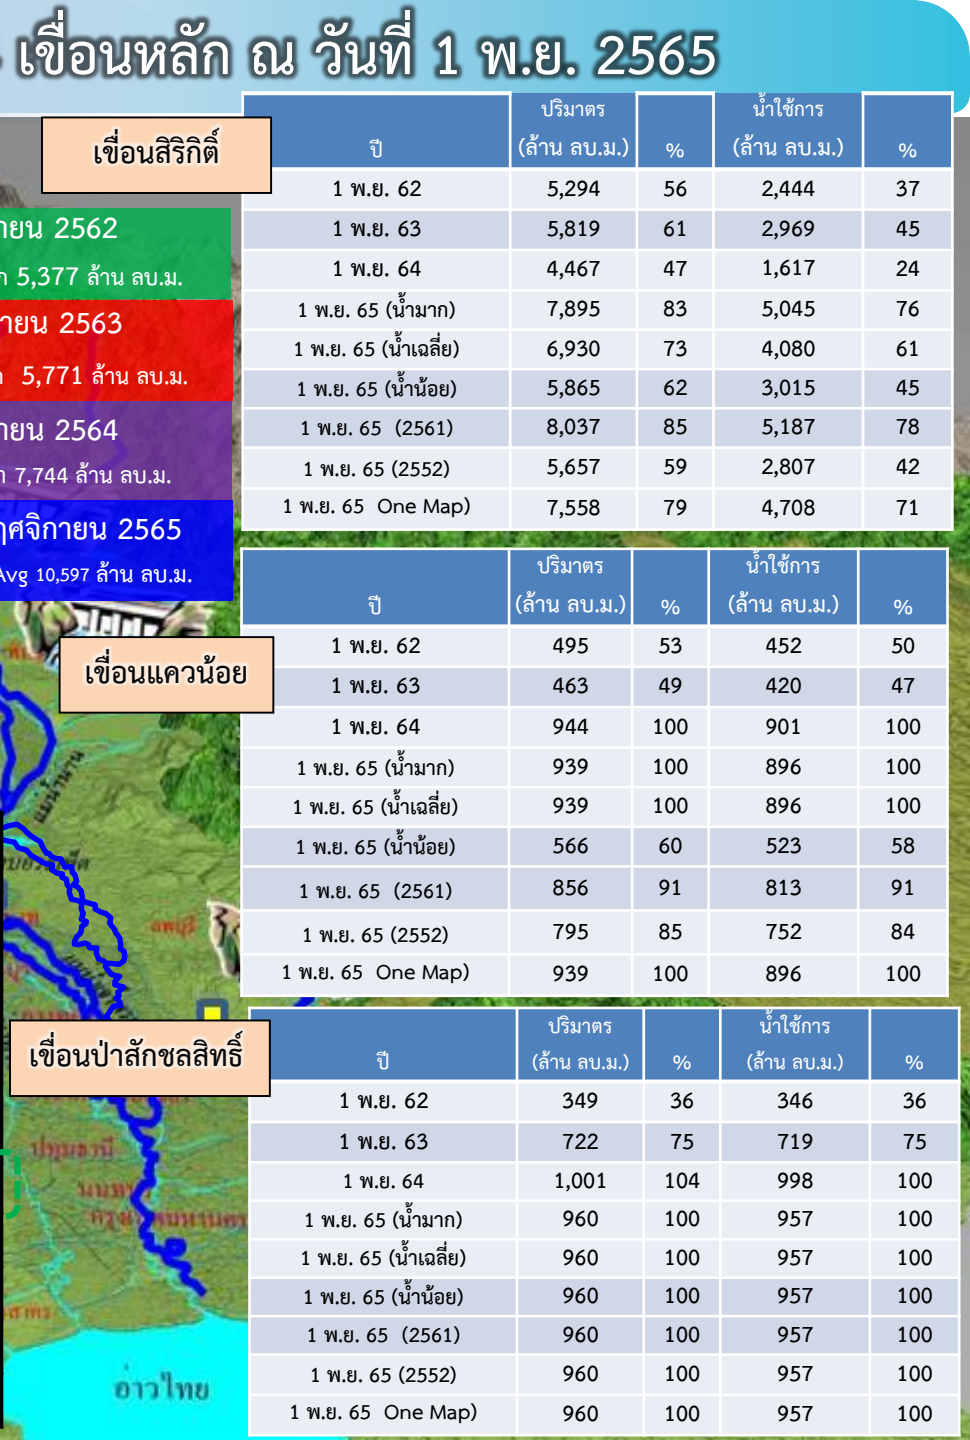 เขื่อนหลัก ณ วันที่ 1 พ.ย. 2565
เขื่อนสิริกิติ์
ปี ปริมาตร (ล้าน ลบ.ม.) % น้ำใช้การ (ล้าน ลบ.ม.) %
1 พ.ย. 62 5,294 56 2,444 37
1 พ.ย. 63 5,819 61 2,969 45
1 พ.ย. 64 4,467 47 1,617 24
1 พ.ย. 65 (น้ำมาก) 7,895 83 5,045 76
1 พ.ย. 65 (น้ำเฉลี่ย) 6,930 73 4,080 61
1 พ.ย. 65 (น้ำน้อย) 5,865 62 3,015 45
1 พ.ย. 65 (2561) 8,037 85 5,187 78
1 พ.ย. 65 (2552) 5,657 59 2,807 42
1 พ.ย. 65 One Map) 7,558 79 4,708 71
ายน 2562
5,377 ล้าน ลบ.ม.
ายน 2563
5,771 ล้าน ลบ.ม.
ายน 2564
7,744 ล้าน ลบ.ม.
ฤศจิกายน 2565
Avg 10,597 ล้าน ลบ.ม.
เขื่อนแควน้อย
ปี ปริมาตร (ล้าน ลบ.ม.) % น้ำใช้การ (ล้าน ลบ.ม.) %
1 พ.ย. 62 495 53 452 50
1 พ.ย. 63 463 49 420 47
1 พ.ย. 64 944 100 901 100
1 พ.ย. 65 (น้ำมาก) 939 100 896 100
1 พ.ย. 65 (น้ำเฉลี่ย) 939 100 896 100
1 พ.ย. 65 (น้ำน้อย) 566 60 523 58
1 พ.ย. 65 (2561) 856 91 813 91
1 พ.ย. 65 (2552) 795 85 752 84
1 พ.ย. 65 One Map) 939 100 896 100
แม่น้ำน่าน
ลพบุรี
เขื่อนป่าสักชลสิทธิ์
ปี ปริมาตร (ล้าน ลบ.ม.) % น้ำใช้การ (ล้าน ลบ.ม.) %
1 พ.ย. 62 349 36 346 36
1 พ.ย. 63 722 75 719 75
1 พ.ย. 64 1,001 104 998 100
1 พ.ย. 65 (น้ำมาก) 960 100 957 100
1 พ.ย. 65 (น้ำเฉลี่ย) 960 100 957 100
1 พ.ย. 65 (น้ำน้อย) 960 100 957 100
1 พ.ย. 65 (2561) 960 100 957 100
1 พ.ย. 65 (2552) 960 100 957 100
1 พ.ย. 65 One Map) 960 100 957 100
ปทุมธานี
อ่าวไทย